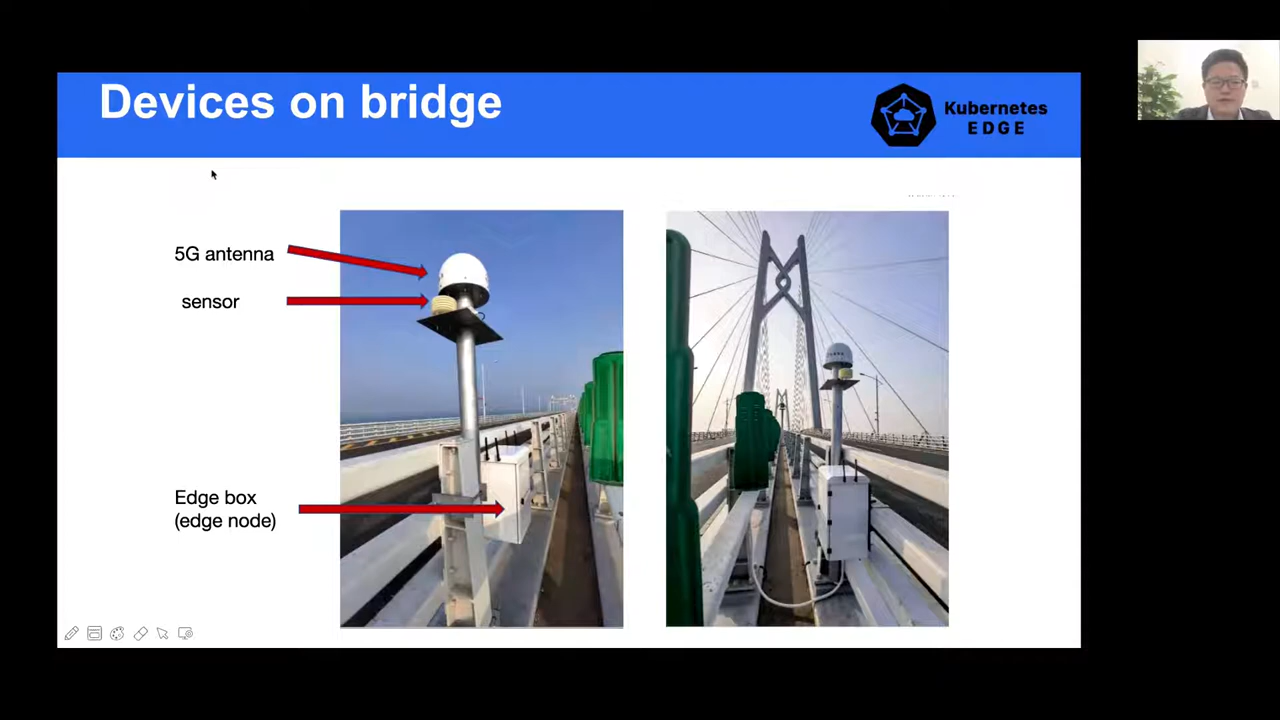 Devices on bridge
Kubernetes
EDGE
5G antenna
sensor
Edge box
(edge node)